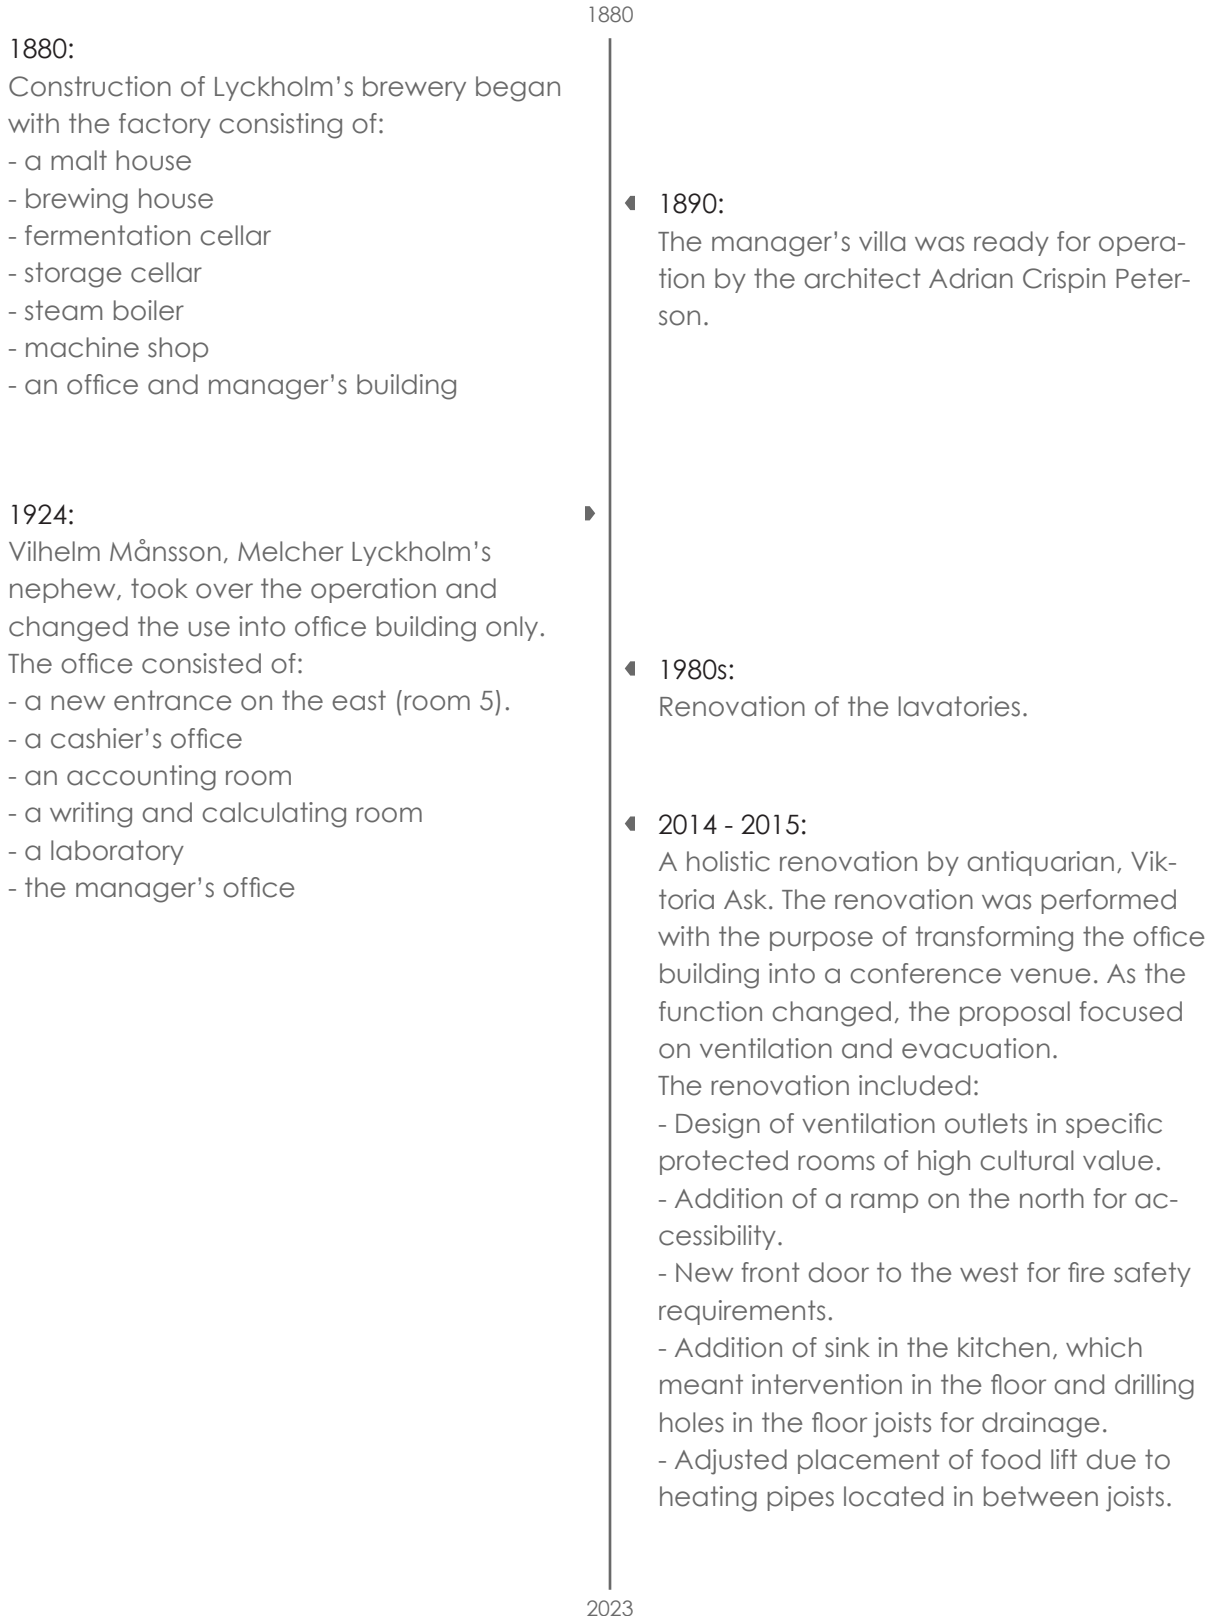 1880
1880:
Construction of Lyckholm’s brewery began
with the factory consisting of:
- a malt house
- brewing house
- fermentation cellar
- storage cellar
- steam boiler
- machine shop
- an office and manager’s building
1890:
The manager’s villa was ready for opera-
tion by the architect Adrian Crispin Peter-
son.
1924:
Vilhelm Månsson, Melcher Lyckholm’s
nephew, took over the operation and
changed the use into office building only.
The office consisted of:
- a new entrance on the east (room 5).
- a cashier’s office
- an accounting room
- a writing and calculating room
- a laboratory
- the manager’s office
1980s:
Renovation of the lavatories.
2014 - 2015:
A holistic renovation by antiquarian, Vik-
toria Ask. The renovation was performed
with the purpose of transforming the office
building into a conference venue. As the
function changed, the proposal focused
on ventilation and evacuation.
The renovation included:
- Design of ventilation outlets in specific
protected rooms of high cultural value.
- Addition of a ramp on the north for ac-
cessibility.
- New front door to the west for fire safety
requirements.
- Addition of sink in the kitchen, which
meant intervention in the floor and drilling
holes in the floor joists for drainage.
- Adjusted placement of food lift due to
heating pipes located in between joists.
2023